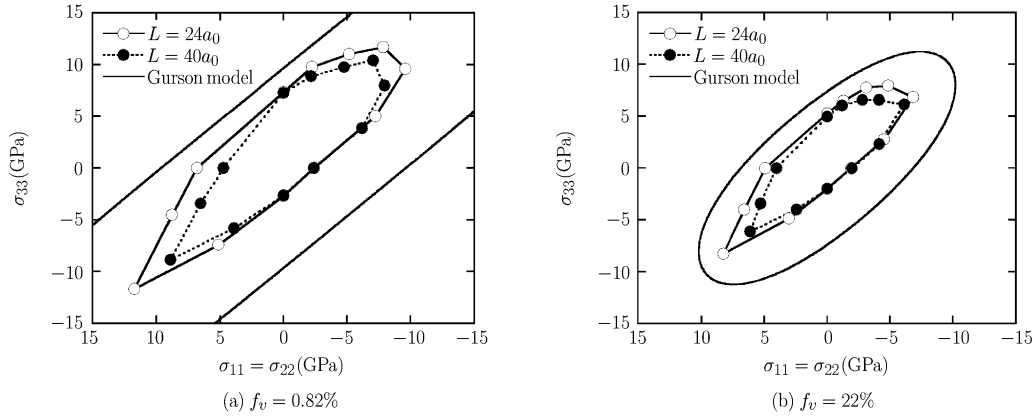 L = 24a₀
L = 40a₀
Gurson model
15
10
5
0
−5
−10
−15
σ₃₃(GPa)
15 10 5 0 −5 −10 −15
σ₁₁ = σ₂₂(GPa)
(a) fᵥ = 0.82%
L = 24a₀
L = 40a₀
Gurson model
15
10
5
0
−5
−10
−15
σ₃₃(GPa)
15 10 5 0 −5 −10 −15
σ₁₁ = σ₂₂(GPa)
(b) fᵥ = 22%